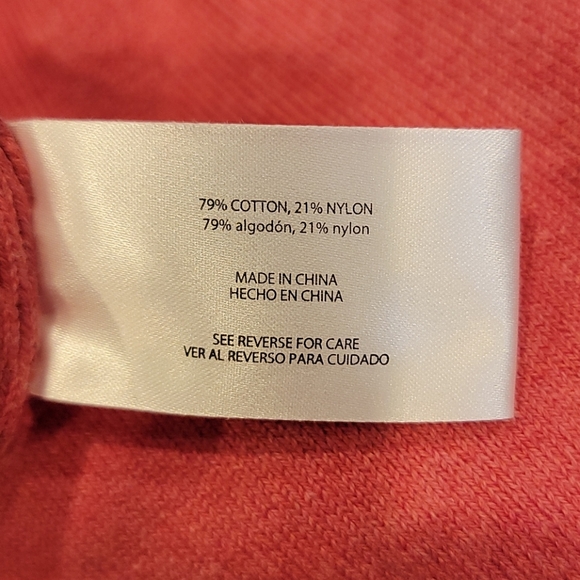 79% COTTON, 21% NYLON
79% algodón, 21% nylon
MADE IN CHINA
HECHO EN CHINA
SEE REVERSE FOR CARE
VER AL REVERSO PARA CUIDADO